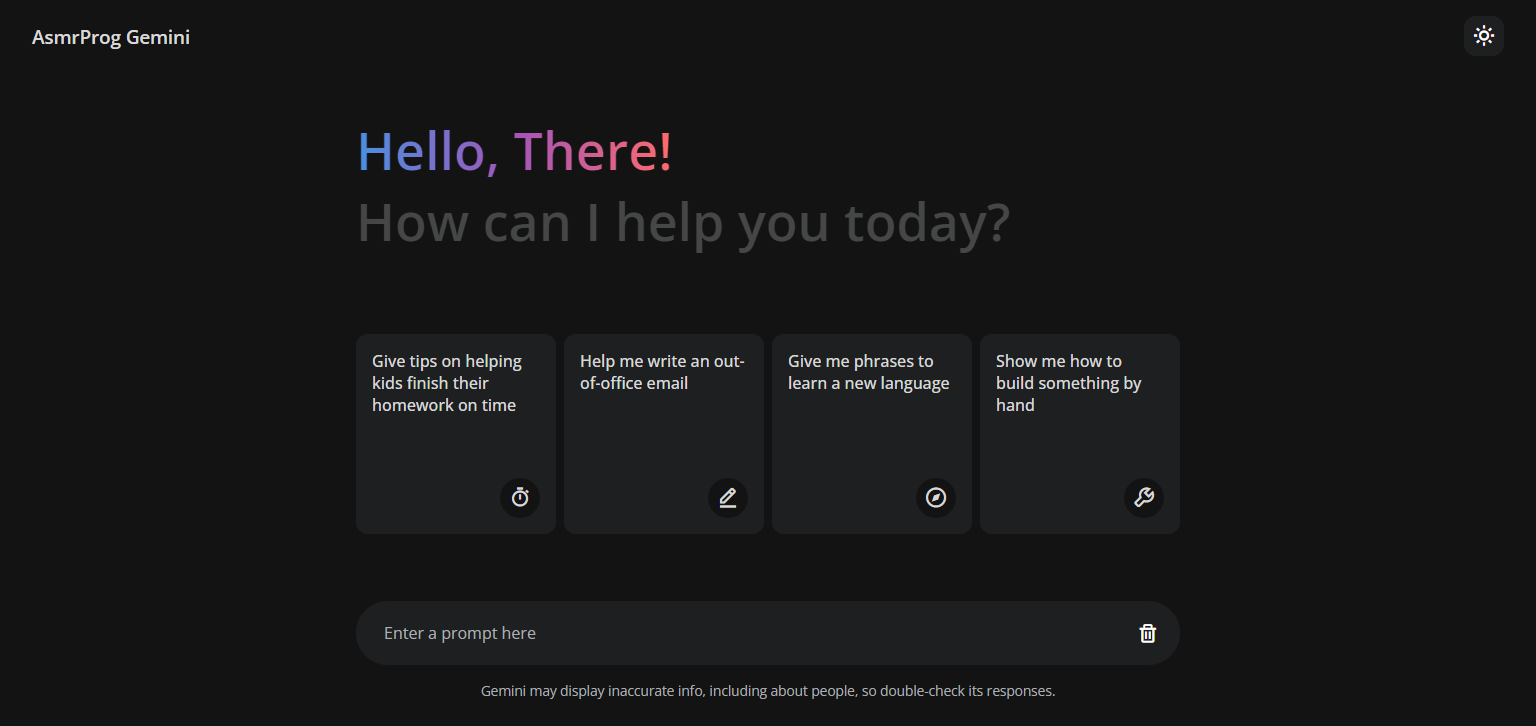 AsmrProg Gemini
Hello, There!
How can I help you today?
Give tips on helping
kids finish their
homework on time
Help me write an out-
of-office email
Give me phrases to
learn a new language
Show me how to
build something by
hand
Enter a prompt here
Gemini may display inaccurate info, including about people, so double-check its responses.